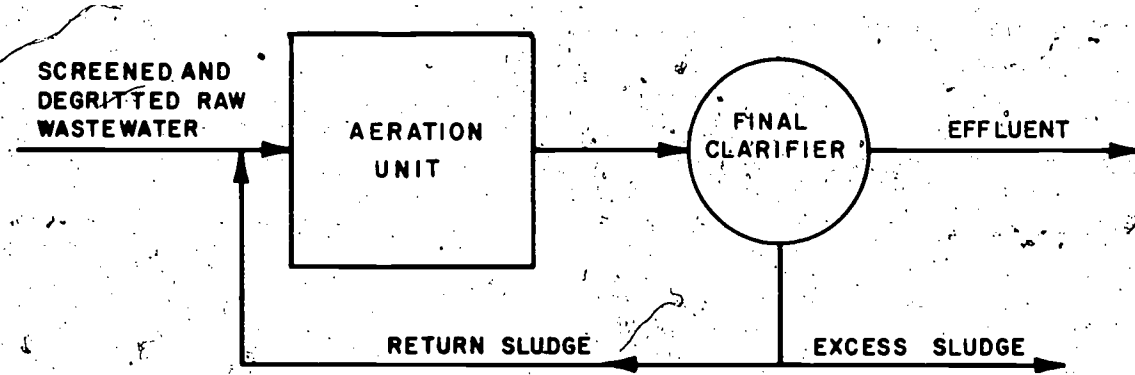 SCREENED AND
DEGRITTED RAW
WASTEWATER
AERATION
UNIT
FINAL
CLARIFIER
EFFLUENT
RETURN SLUDGE
EXCESS SLUDGE